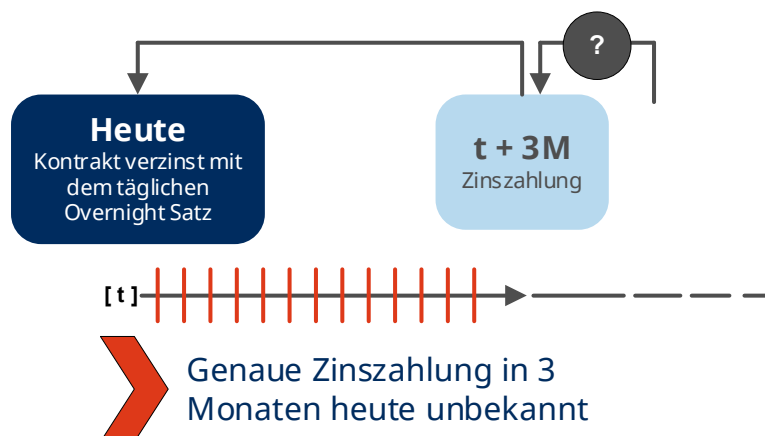 ?
Heute
Kontrakt verzinst mit
dem täglichen
Overnight Satz
t + 3M
Zinszahlung
[ t ]
Genaue Zinszahlung in 3
Monaten heute unbekannt